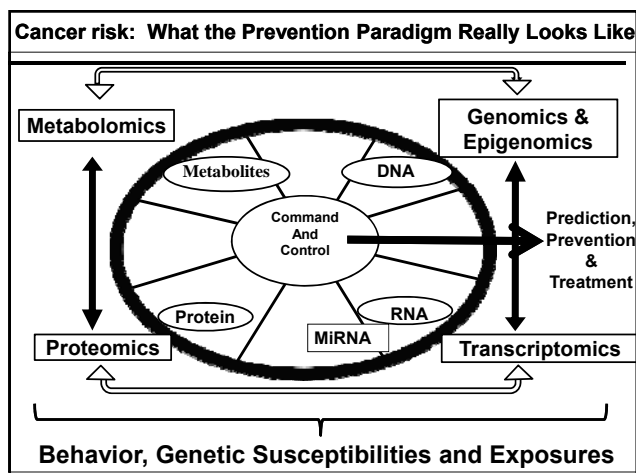 Cancer risk: What the Prevention Paradigm Really Looks Like
Metabolomics
Genomics &
Epigenomics
Metabolites
DNA
Command
And
Control
Prediction,
Prevention
&
Treatment
Protein
RNA
MiRNA
Proteomics
Transcriptomics
Behavior, Genetic Susceptibilities and Exposures